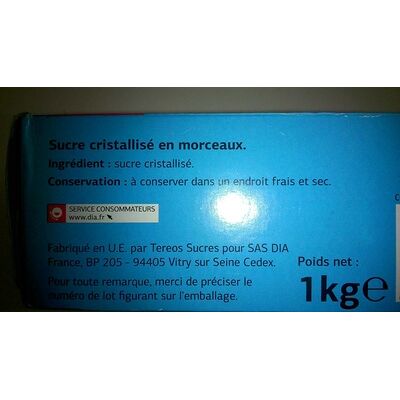 Sucre cristallisé en morceaux.
Ingrédient : sucre cristallisé.
Conservation : à conserver dans un endroit frais et sec.
SERVICE CONSOMMATEURS
www.dia.fr
Fabriqué en U.E. par Tereos Sucres pour SAS DIA
France, BP 205 - 94405 Vitry sur Seine Cedex.
Poids net :
Pour toute remarque, merci de préciser le
numéro de lot figurant sur l'emballage.
1kg℮